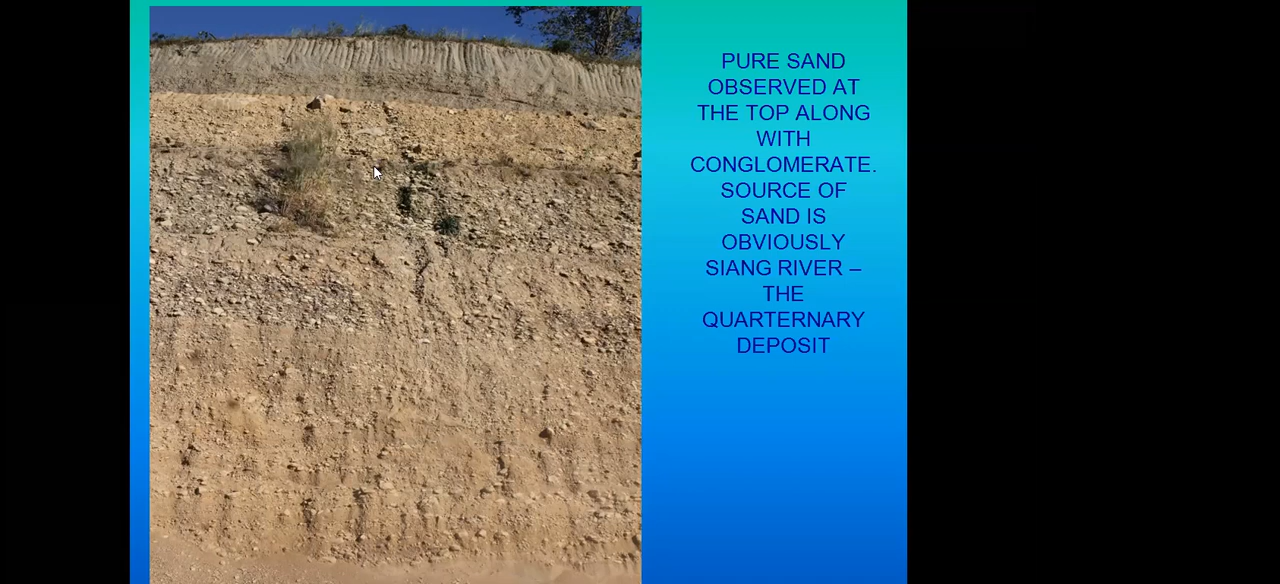 PURE SAND
OBSERVED AT
THE TOP ALONG
WITH
CONGLOMERATE.
SOURCE OF
SAND IS
OBVIOUSLY
SIANG RIVER –
THE
QUARTERNARY
DEPOSIT